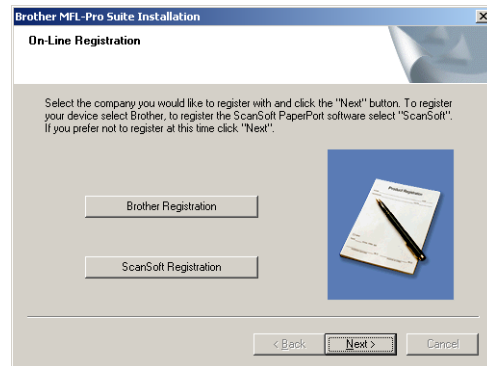 Brother MFL-Pro Suite Installation
On-Line Registration
Select the company you would like to register with and click the "Next" button. To register
your device select Brother, to register the ScanSoft PaperPort software select "ScanSoft".
If you prefer not to register at this time click "Next".
Product Registration
Brother Registration
ScanSoft Registration
< Back
Next >
Cancel